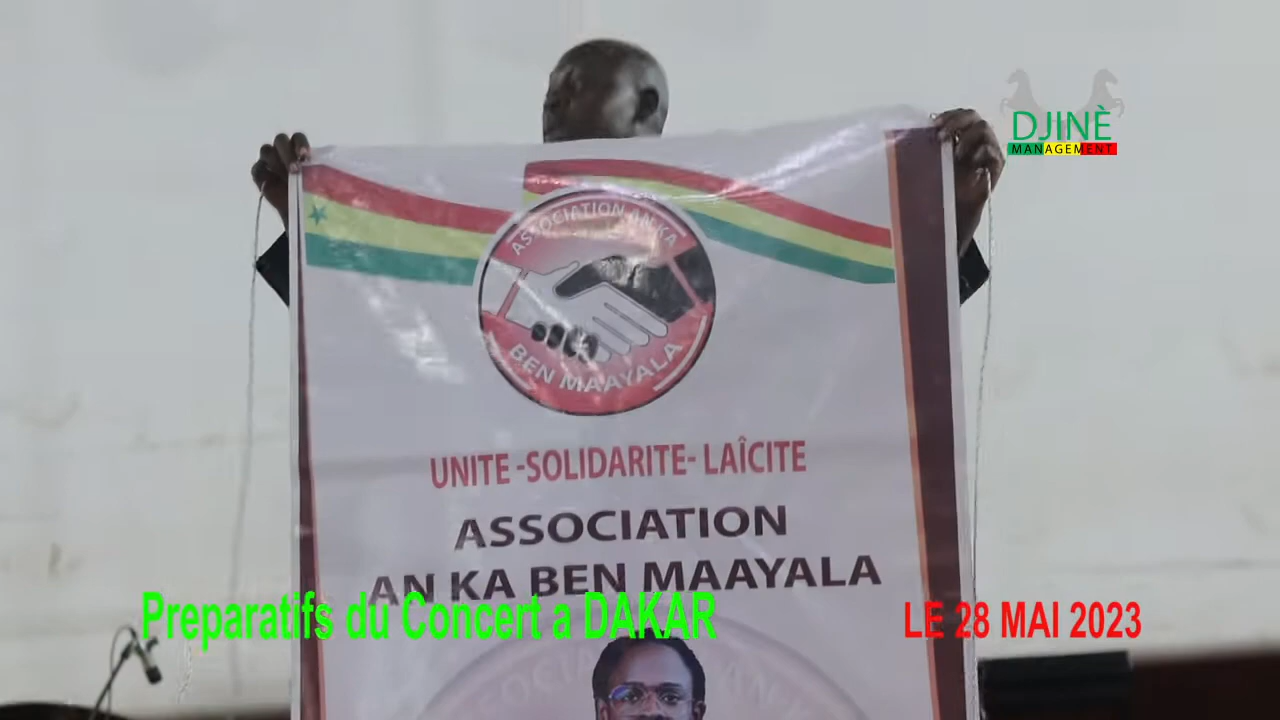 DJINÈ
MANAGEMENT
ASSOCIATION AN KA
BEN MAAYALA
UNITE -SOLIDARITE- LAÎCITE
ASSOCIATION
AN KA BEN MAAYALA
Preparatifs du Concert a DAKAR
LE 28 MAI 2023